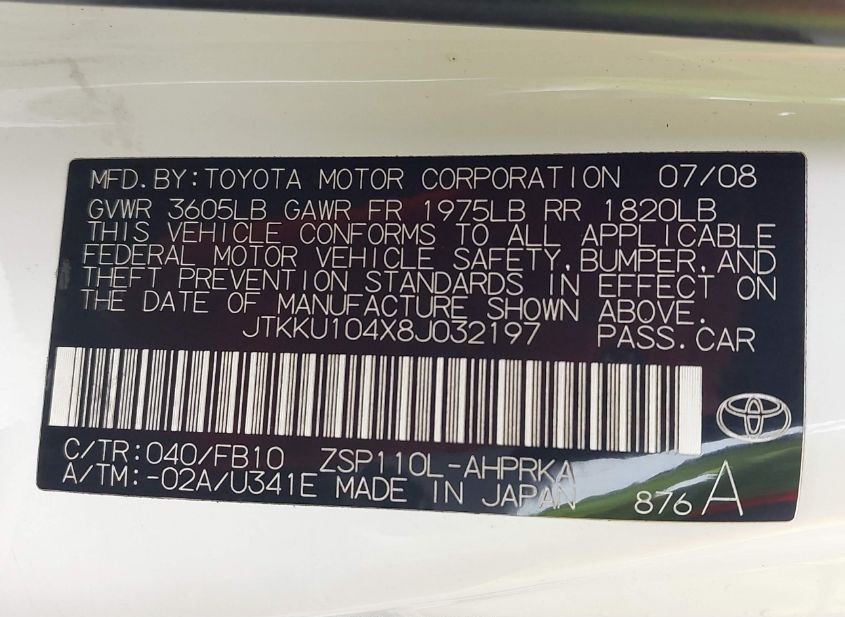 MFD.BY:TOYOTA MOTOR CORPORATION 07/08
GVWR 3605LB GAWR FR 1975LB RR 1820LB
THIS VEHICLE CONFORMS TO ALL APPLICABLE
FEDERAL MOTOR VEHICLE SAFETY,BUMPER,AND
THEFT PREVENTION STANDARDS IN EFFECT ON
THE DATE OF MANUFACTURE SHOWN ABOVE.
JTKKU104X8J032197 PASS.CAR
C/TR:040/FB10 ZSP110L-AHPRKA
A/TM:-02A/U341E MADE IN JAPAN 876A